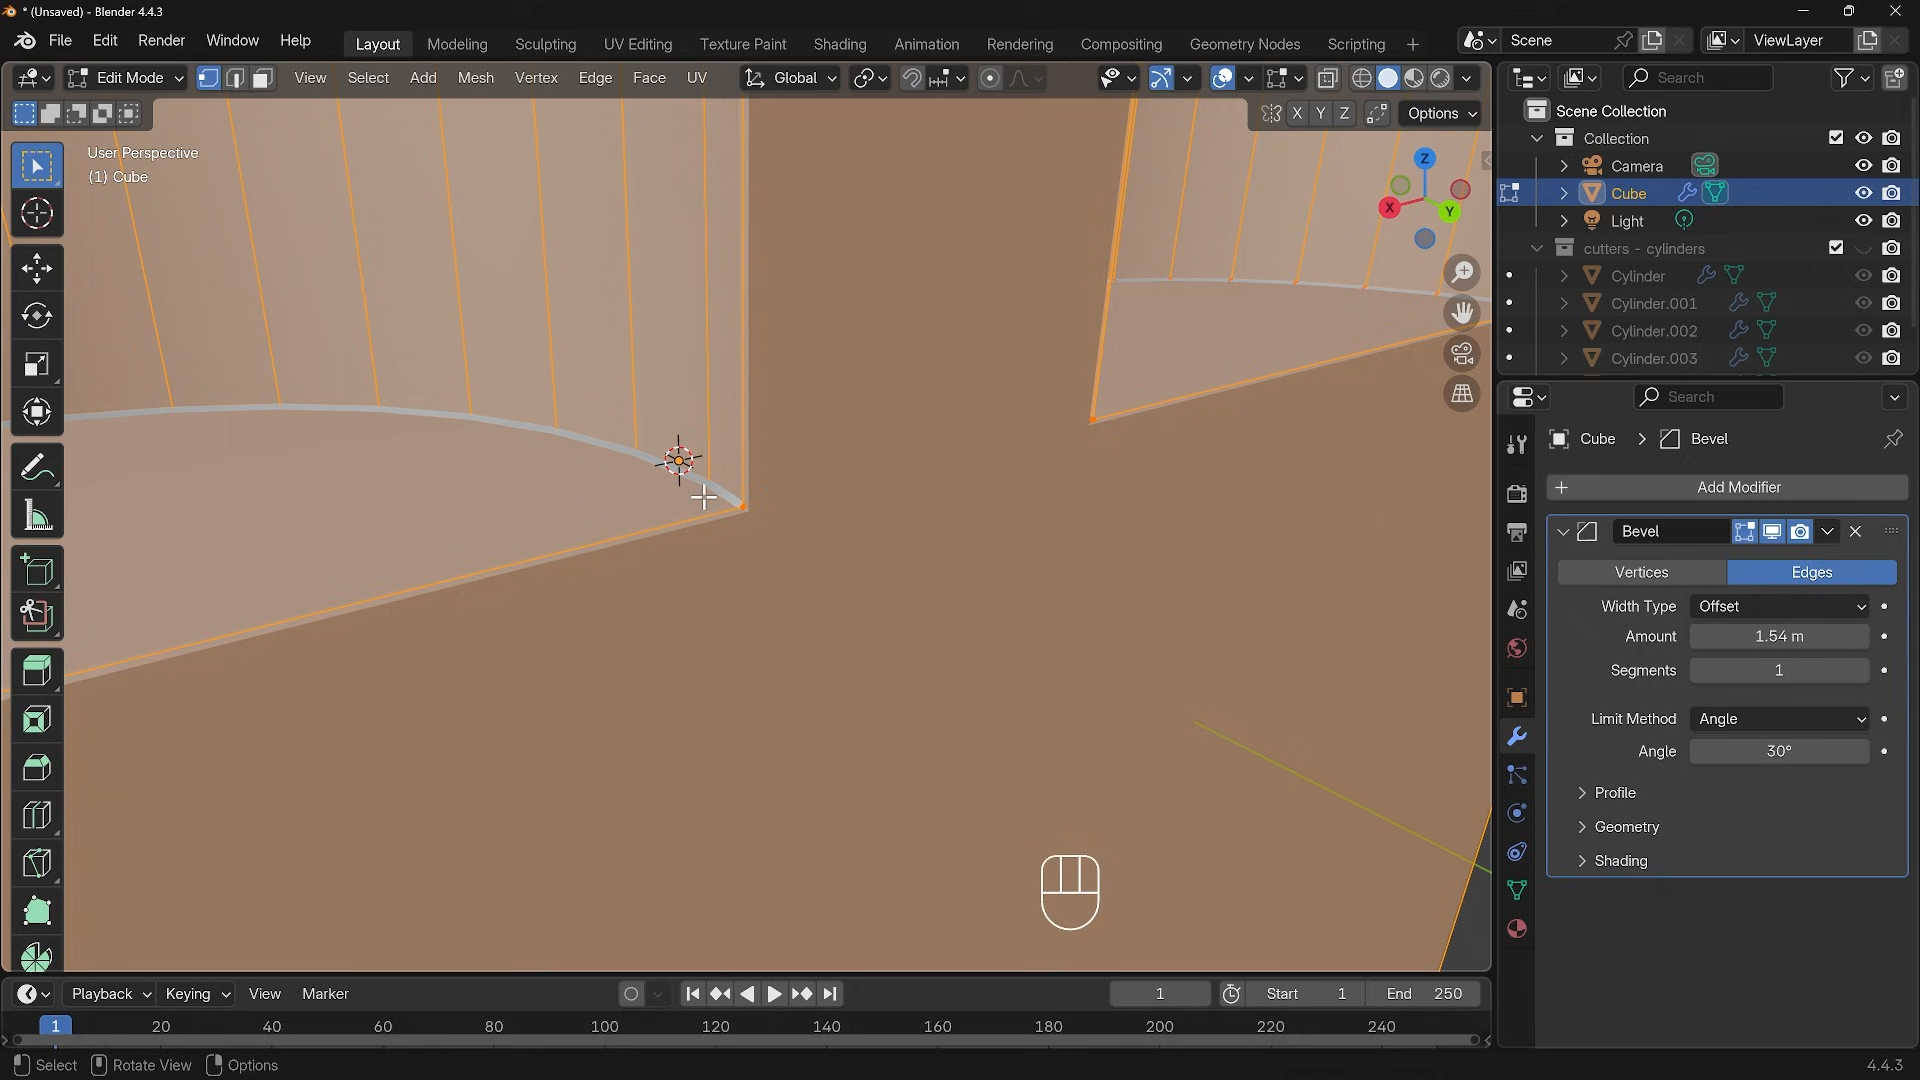 * (Unsaved) - Blender 4.4.3
File Edit Render Window Help Layout Modeling Sculpting UV Editing Texture Paint Shading Animation Rendering Compositing Geometry Nodes Scripting + Scene ViewLayer
Edit Mode View Select Add Mesh Vertex Edge Face UV Global Search
X Y Z Options
User Perspective
(1) Cube
Z
X
Y
Scene Collection
Collection
Camera
Cube
Light
cutters - cylinders
Cylinder
Cylinder.001
Cylinder.002
Cylinder.003
Search
Cube > Bevel
+ Add Modifier
Bevel
Vertices Edges
Width Type Offset
Amount 1.54 m
Segments 1
Limit Method Angle
Angle 30°
Profile
Geometry
Shading
Playback Keying View Marker 1 Start 1 End 250
1 20 40 60 80 100 120 140 160 180 200 220 240
Select Rotate View Options 4.4.3